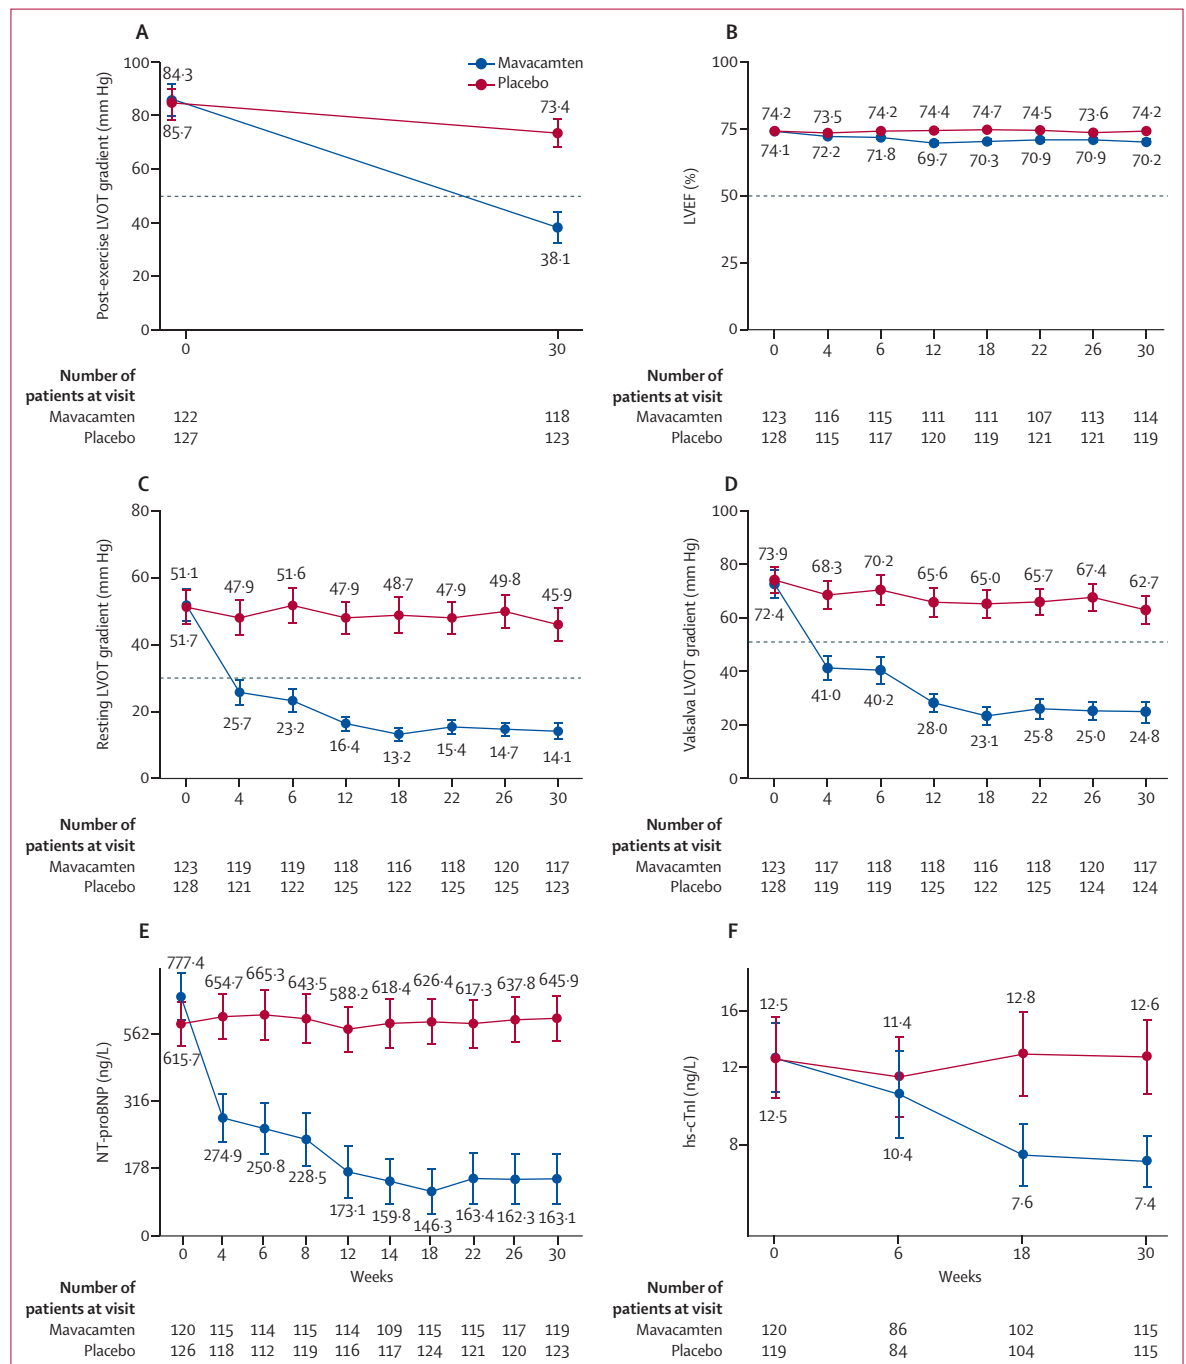 A
Mavacamten
Placebo
Post-exercise LVOT gradient (mm Hg)
100
80
60
40
20
0
84·3
85·7
73·4
38·1
0 30
Number of
patients at visit
Mavacamten 122 118
Placebo 127 123
B
LVEF (%)
100
75
50
25
0
74·2 73·5 74·2 74·4 74·7 74·5 73·6 74·2
74·1 72·2 71·8 69·7 70·3 70·9 70·9 70·2
0 4 6 12 18 22 26 30
Number of
patients at visit
Mavacamten 123 116 115 111 111 107 113 114
Placebo 128 115 117 120 119 121 121 119
C
Resting LVOT gradient (mm Hg)
80
60
40
20
0
51·1 47·9 51·6 47·9 48·7 47·9 49·8 45·9
51·7 25·7 23·2 16·4 13·2 15·4 14·7 14·1
0 4 6 12 18 22 26 30
Number of
patients at visit
Mavacamten 123 119 119 118 116 118 120 117
Placebo 128 121 122 125 122 125 125 123
D
Valsalva LVOT gradient (mm Hg)
100
80
60
40
20
0
73·9 68·3 70·2 65·6 65·0 65·7 67·4 62·7
72·4 41·0 40·2 28·0 23·1 25·8 25·0 24·8
0 4 6 12 18 22 26 30
Number of
patients at visit
Mavacamten 123 117 118 118 116 118 120 117
Placebo 128 119 119 125 122 125 124 124
E
NT-proBNP (ng/L)
562
316
178
0
777·4 654·7 665·3 643·5 588·2 618·4 626·4 617·3 637·8 645·9
615·7 274·9 250·8 228·5 173·1 159·8 146·3 163·4 162·3 163·1
0 4 6 8 12 14 18 22 26 30
Weeks
Number of
patients at visit
Mavacamten 120 115 114 115 114 109 115 115 117 119
Placebo 126 118 112 119 116 117 124 121 120 123
F
hs-cTnI (ng/L)
16
12
8
12·5 11·4 12·8 12·6
12·5 10·4 7·6 7·4
0 6 18 30
Weeks
Number of
patients at visit
Mavacamten 120 86 102 115
Placebo 119 84 104 115